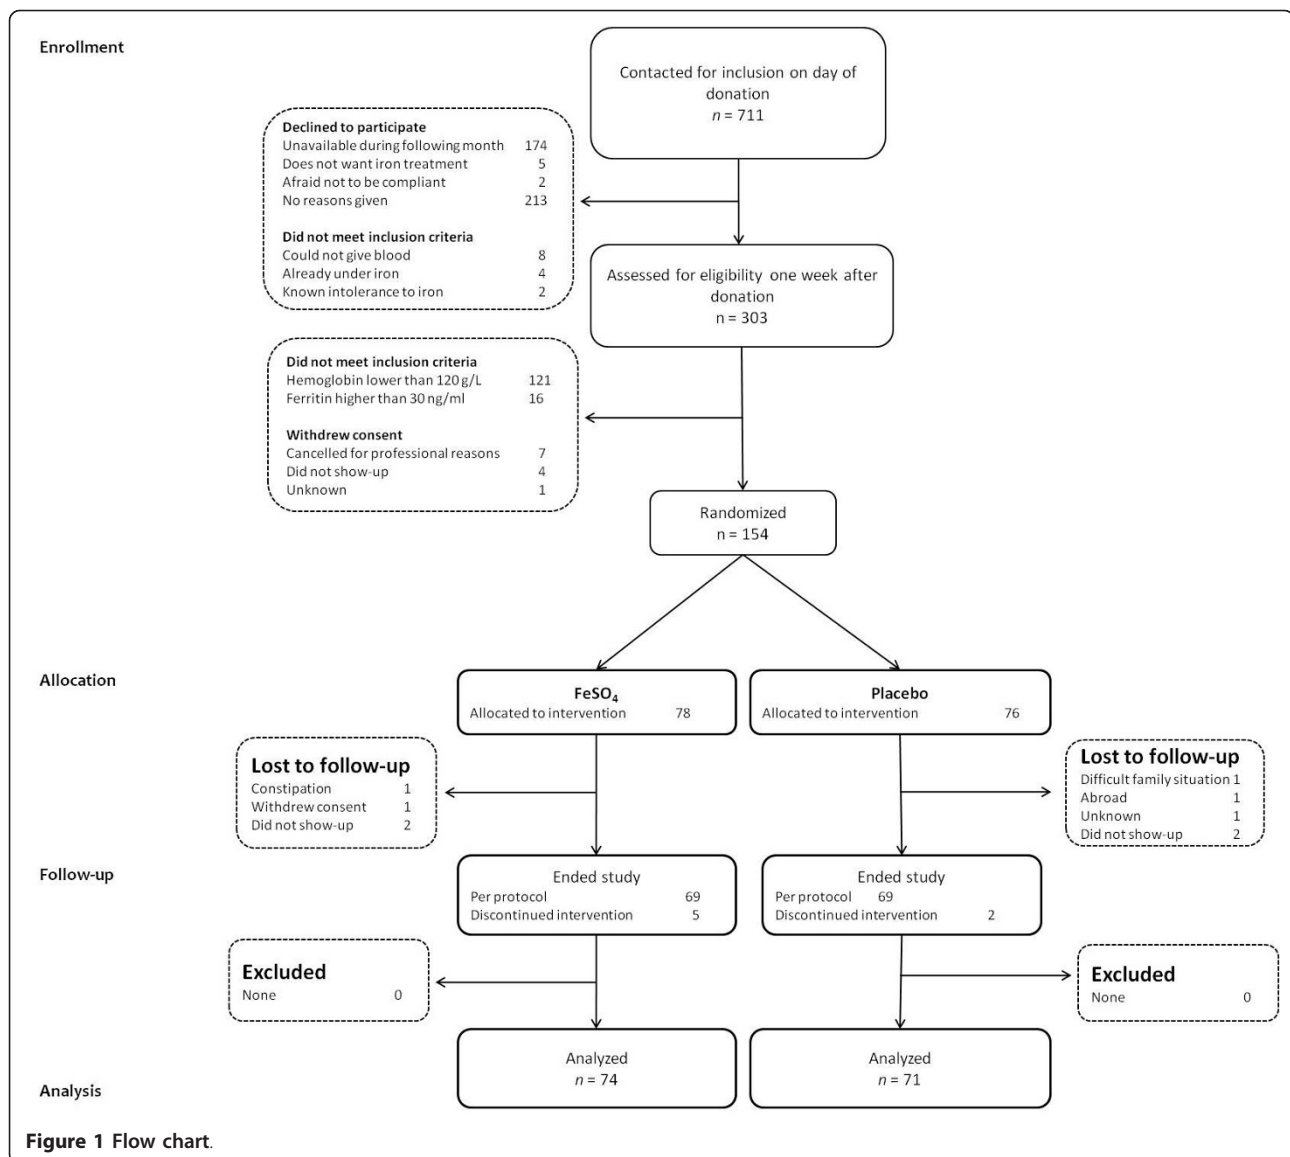 Enrollment
Contacted for inclusion on day of
donation
n = 711
Declined to participate
Unavailable during following month 174
Does not want iron treatment 5
Afraid not to be compliant 2
No reasons given 213
Did not meet inclusion criteria
Could not give blood 8
Already under iron 4
Known intolerance to iron 2
Assessed for eligibility one week after
donation
n = 303
Did not meet inclusion criteria
Hemoglobin lower than 120 g/L 121
Ferritin higher than 30 ng/ml 16
Withdrew consent
Cancelled for professional reasons 7
Did not show-up 4
Unknown 1
Randomized
n = 154
Allocation
FeSO₄
Allocated to intervention 78
Placebo
Allocated to intervention 76
Lost to follow-up
Constipation 1
Withdrew consent 1
Did not show-up 2
Lost to follow-up
Difficult family situation 1
Abroad 1
Unknown 1
Did not show-up 2
Follow-up
Ended study
Per protocol 69
Discontinued intervention 5
Ended study
Per protocol 69
Discontinued intervention 2
Excluded
None 0
Excluded
None 0
Analyzed
n = 74
Analyzed
n = 71
Analysis
Figure 1 Flow chart.